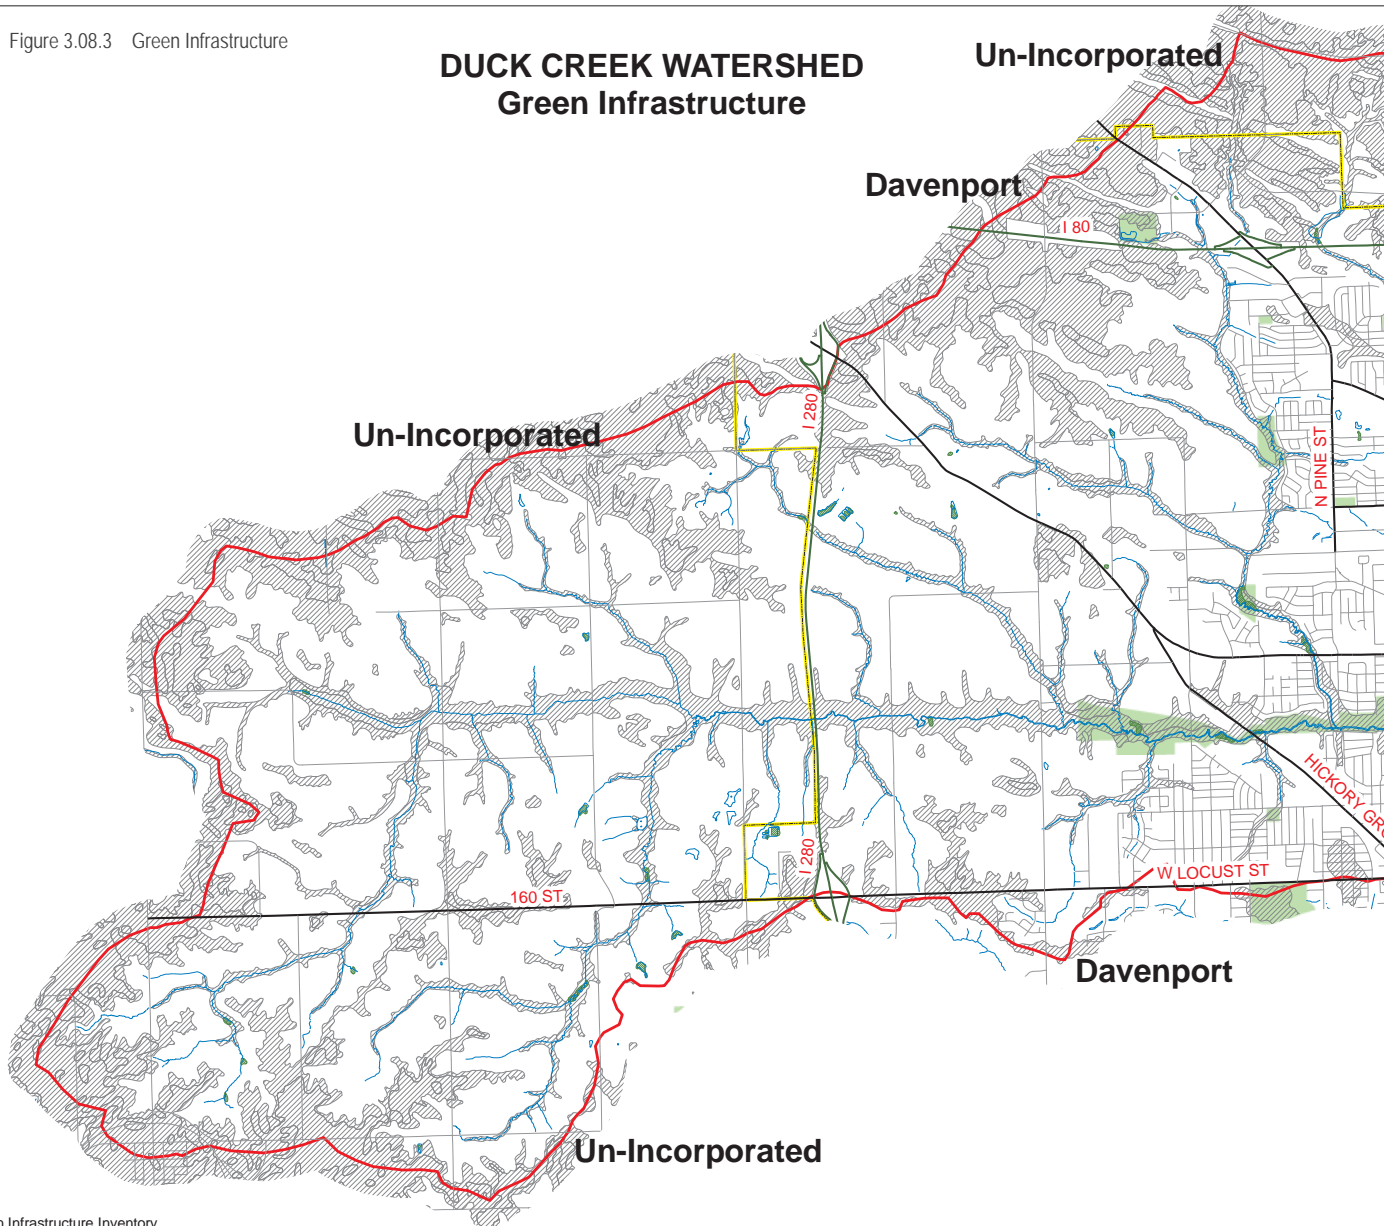 Figure 3.08.3 Green Infrastructure
DUCK CREEK WATERSHED
Green Infrastructure
Un-Incorporated
Davenport
I 80
I 280
Un-Incorporated
N PINE ST
HICKORY GRO
I 280
W LOCUST ST
160 ST
Davenport
Un-Incorporated
Infrastructure Inventory